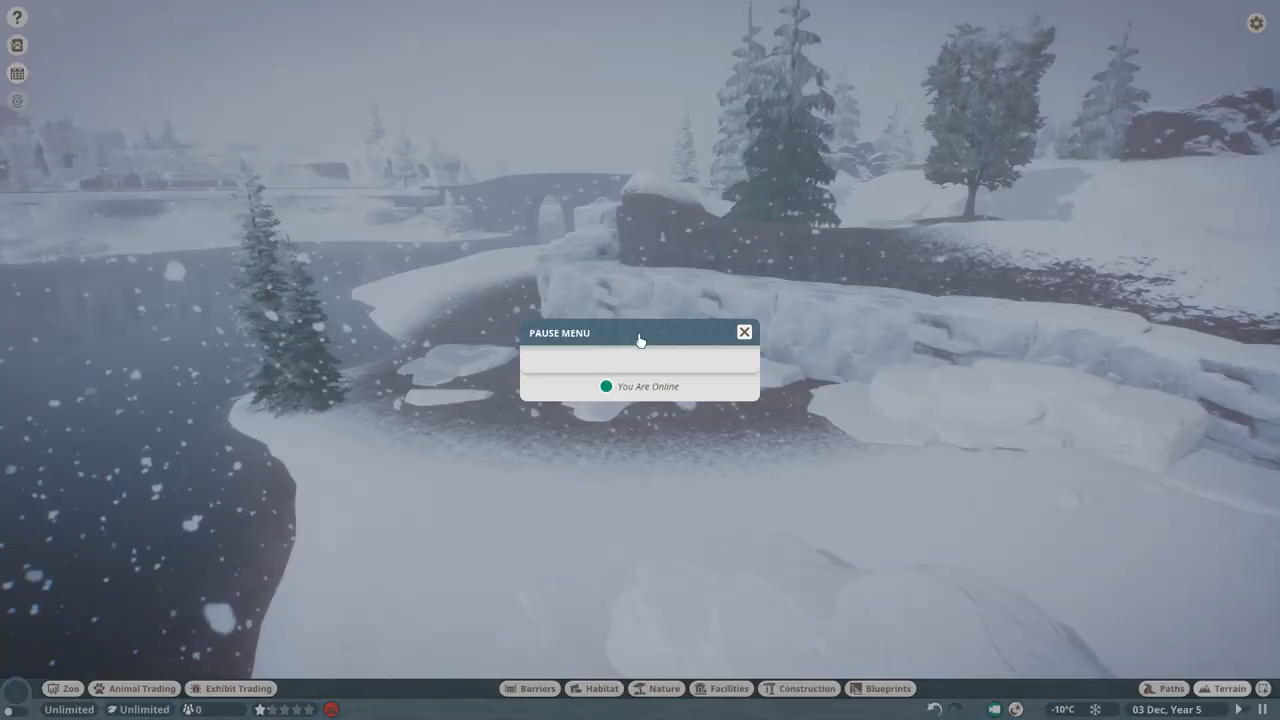 ?
PAUSE MENU
You Are Online
Zoo Animal Trading Exhibit Trading Barriers Habitat Nature Facilities Construction Blueprints Paths Terrain
Unlimited Unlimited 0 -10°C 03 Dec, Year 5